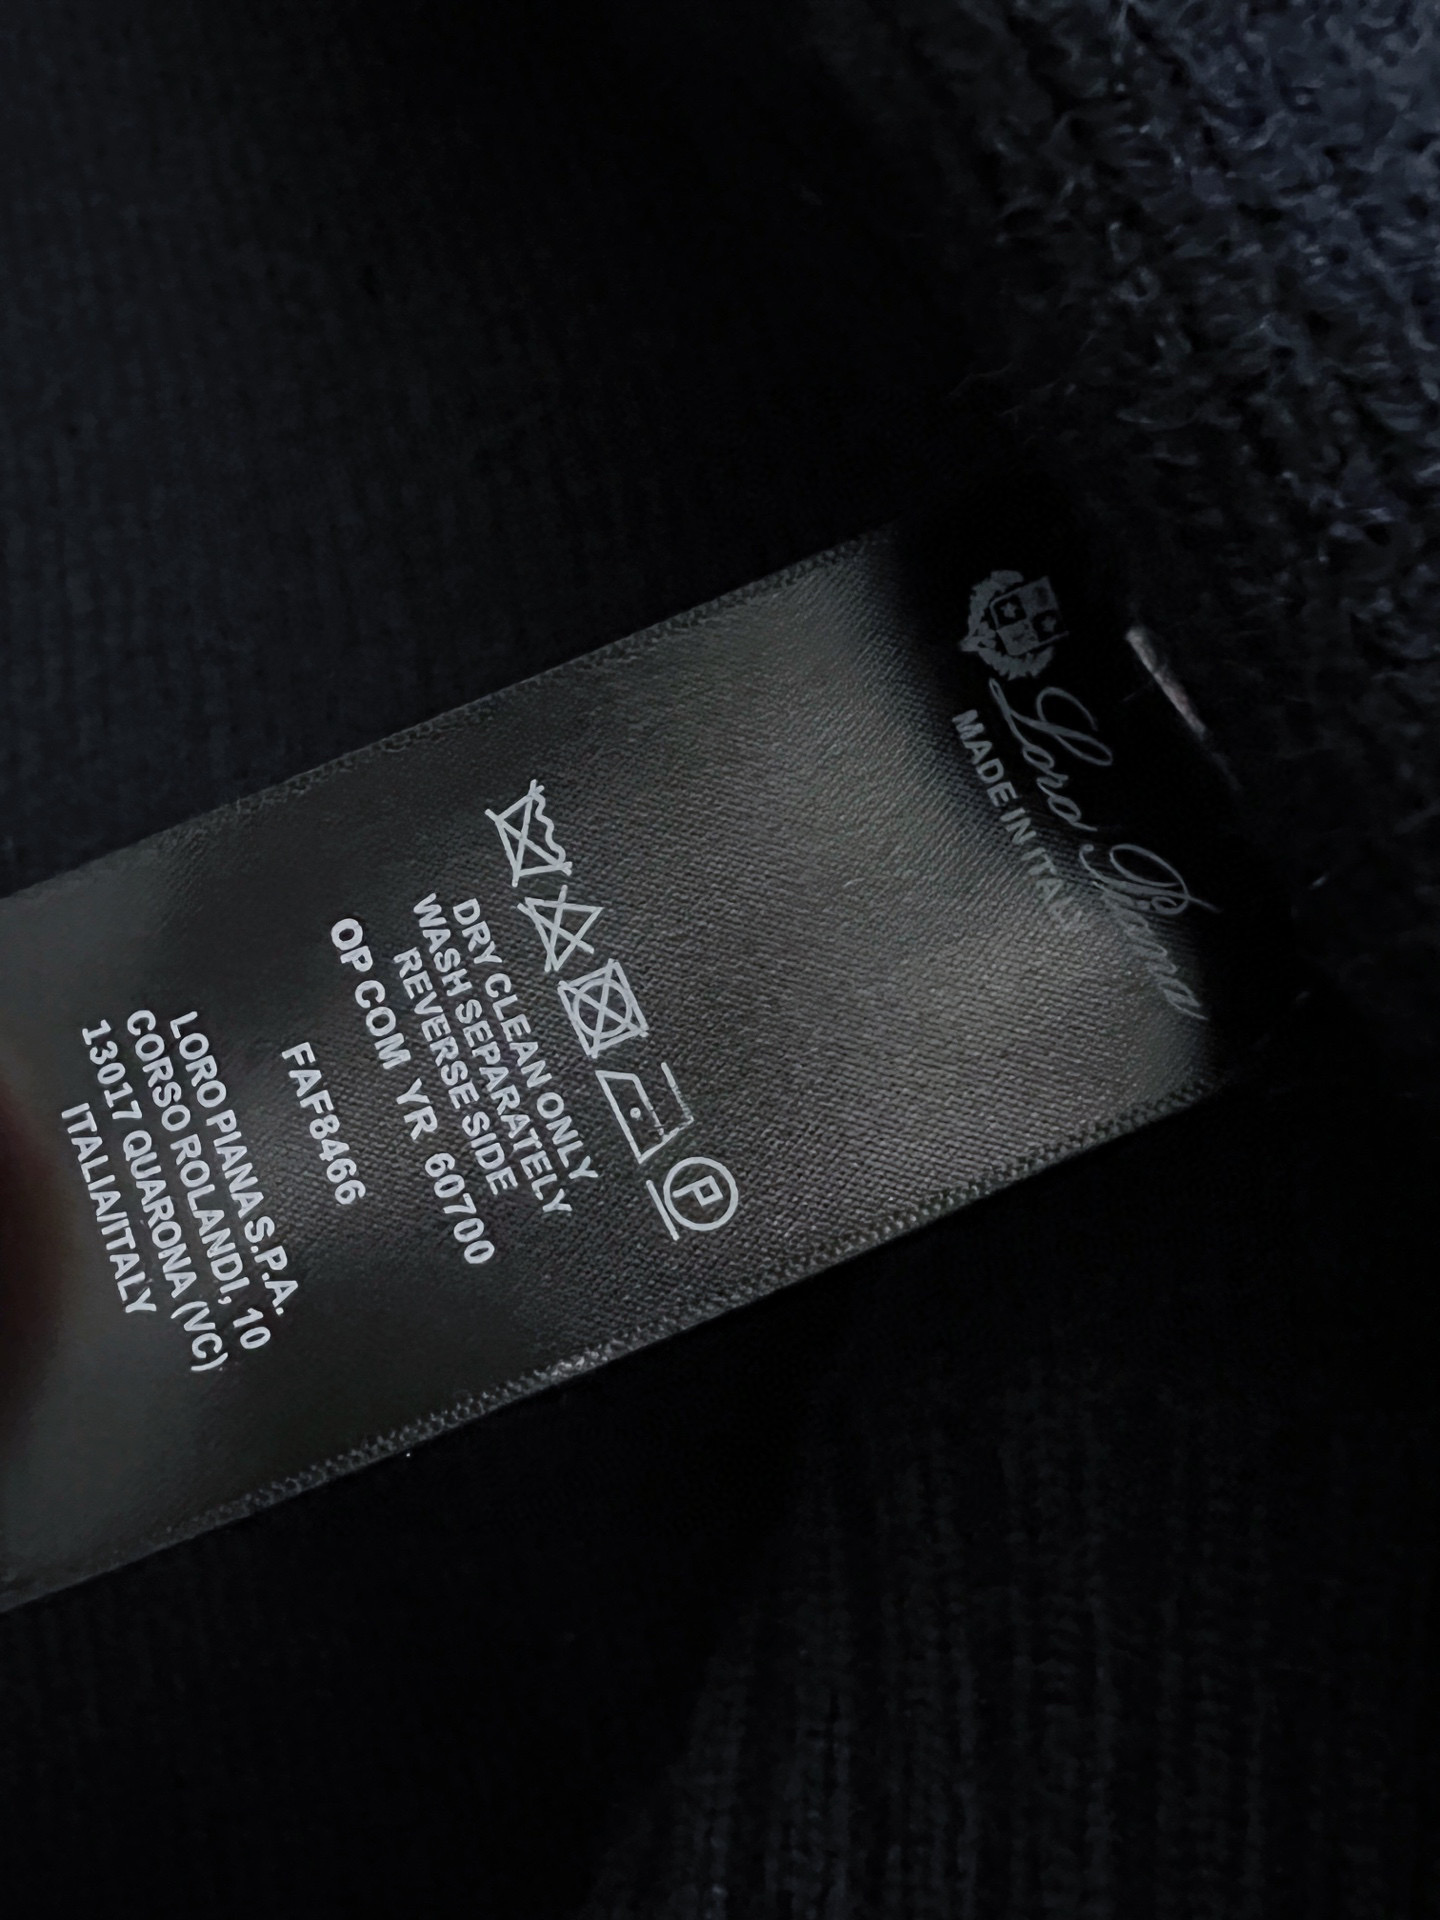 Loro Piana
MADE IN ITALY
DRY CLEAN ONLY
WASH SEPARATELY
REVERSE SIDE
OP COM YR 60700
FAF8466
LORO PIANA S.P.A.
CORSO ROLANDI, 10
13017 QUARONA (VC)
ITALIA/ITALY